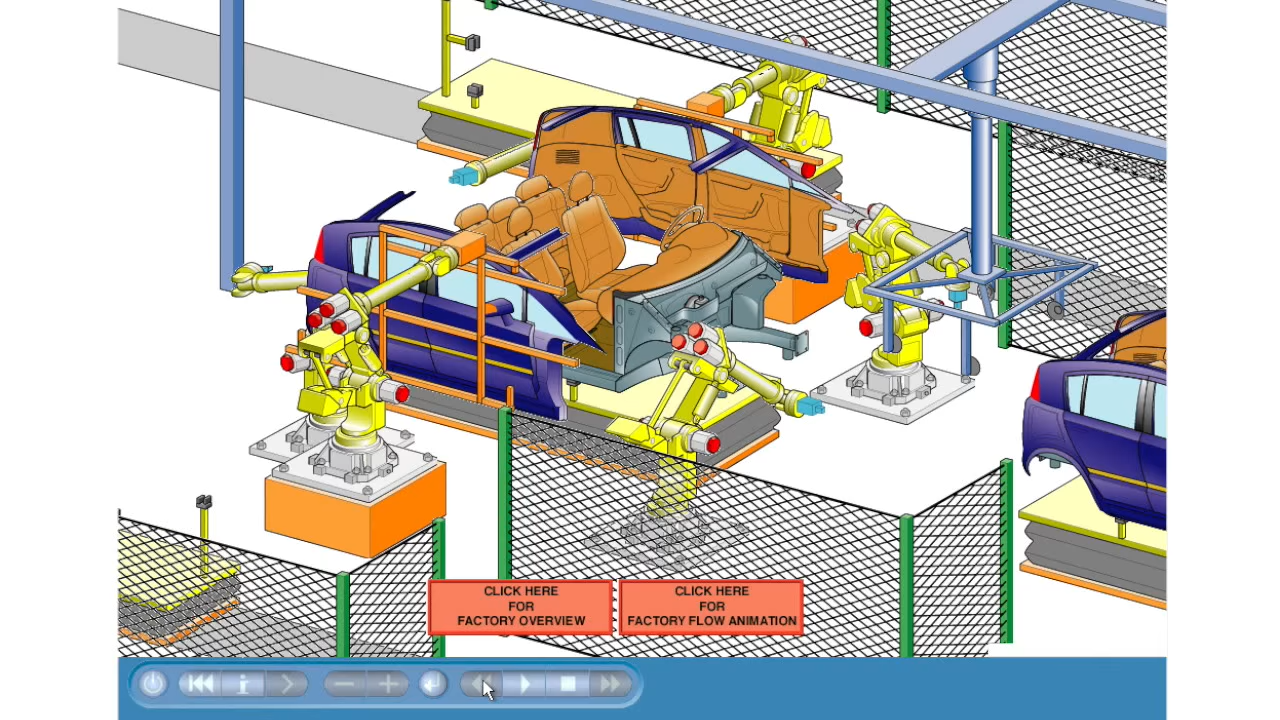 CLICK HERE
FOR
FACTORY OVERVIEW
CLICK HERE
FOR
FACTORY FLOW ANIMATION